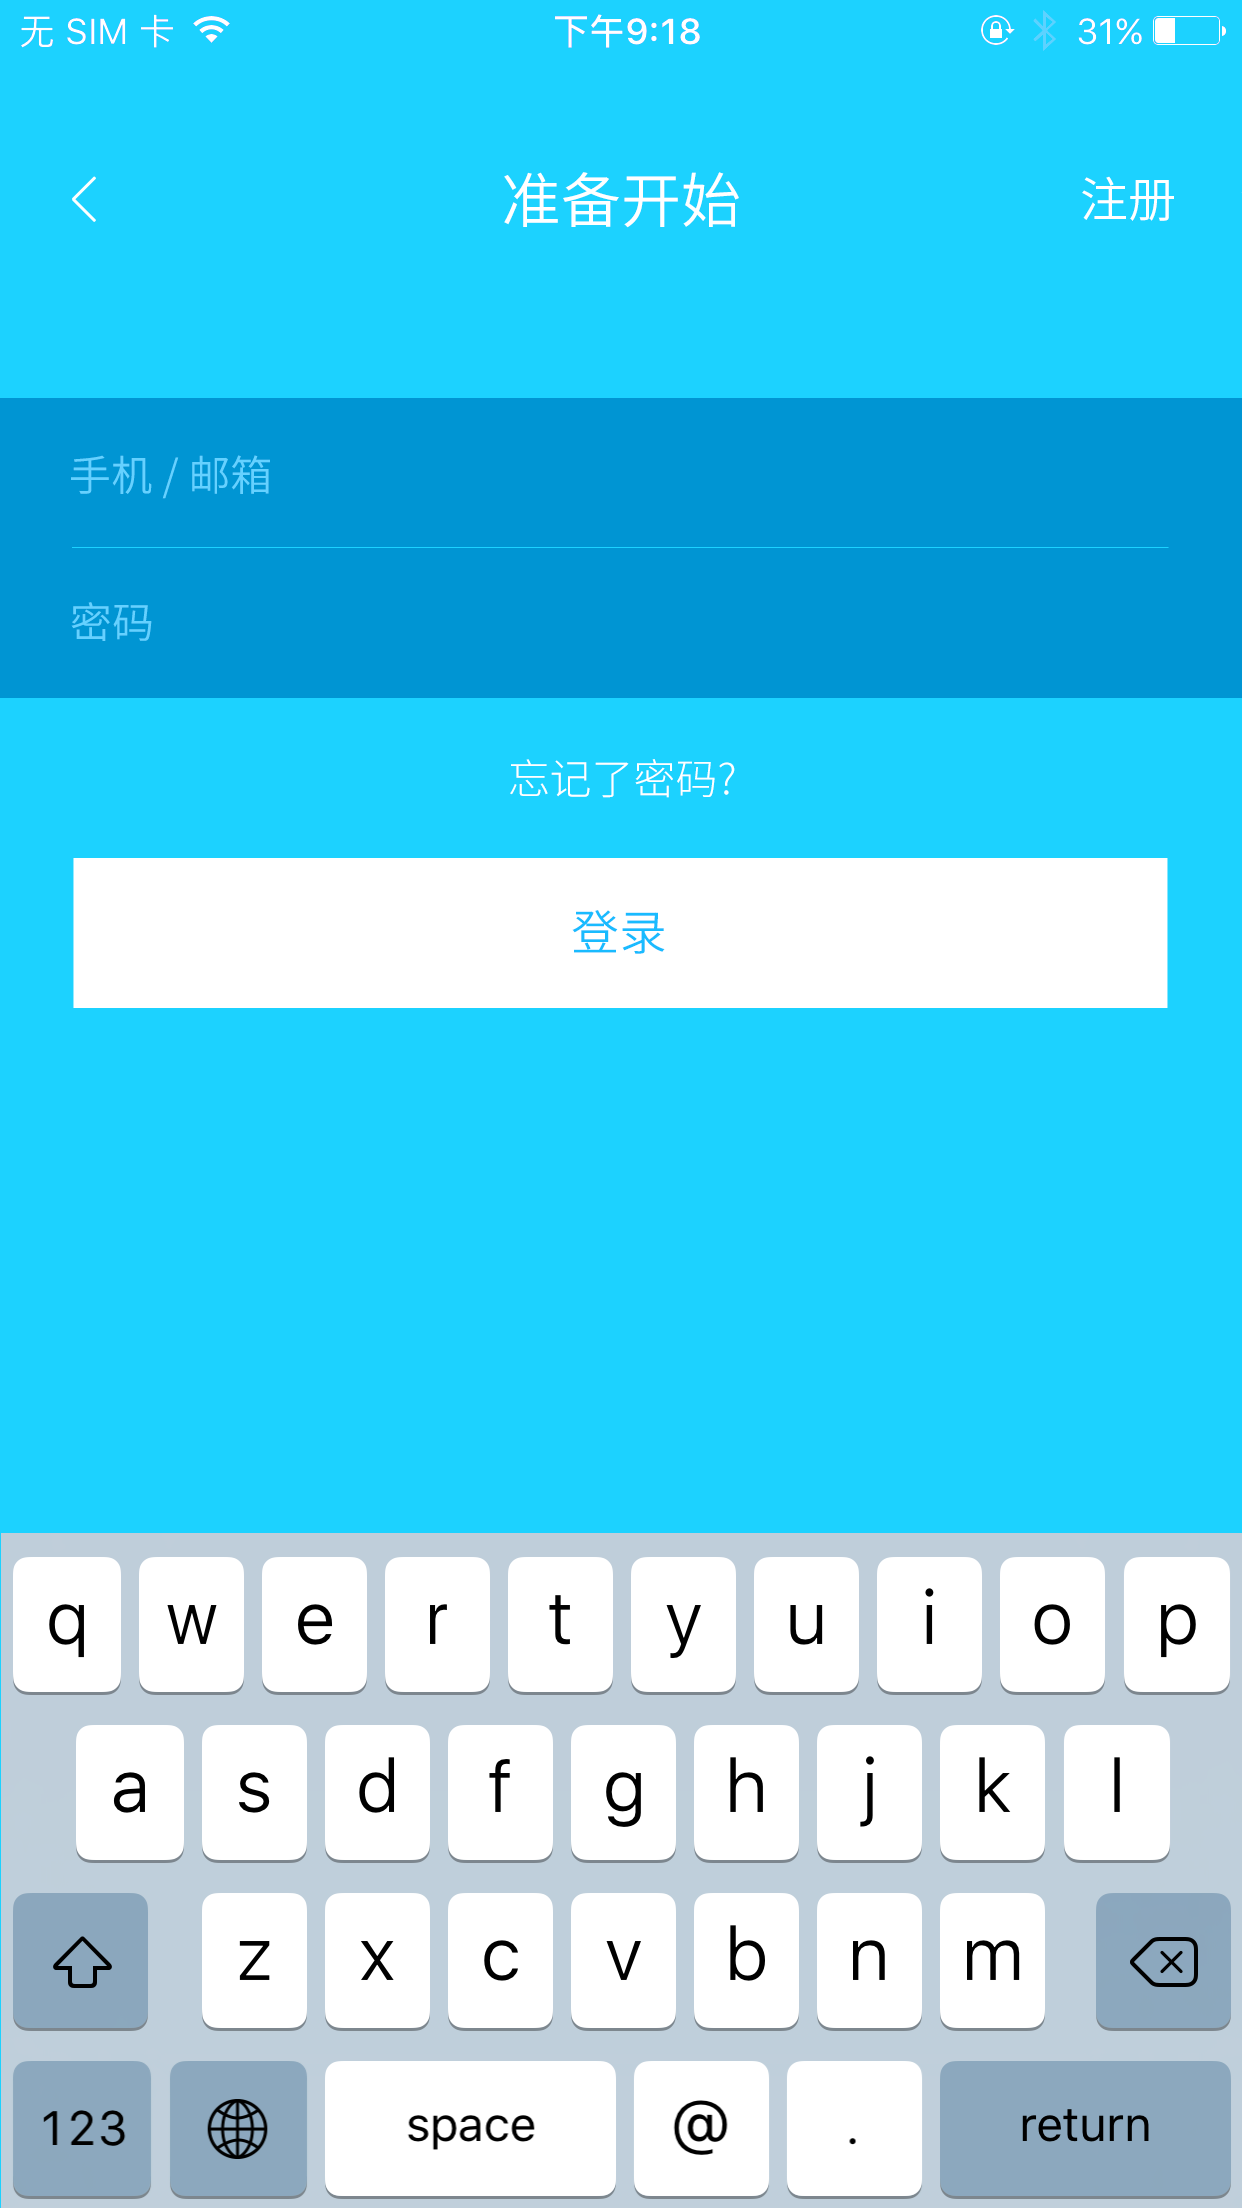 无 SIM 卡 下午9:18 31%
准备开始 注册
手机 / 邮箱
密码
忘记了密码?
登录
q w e r t y u i o p
a s d f g h j k l
z x c v b n m
123 space @ . return